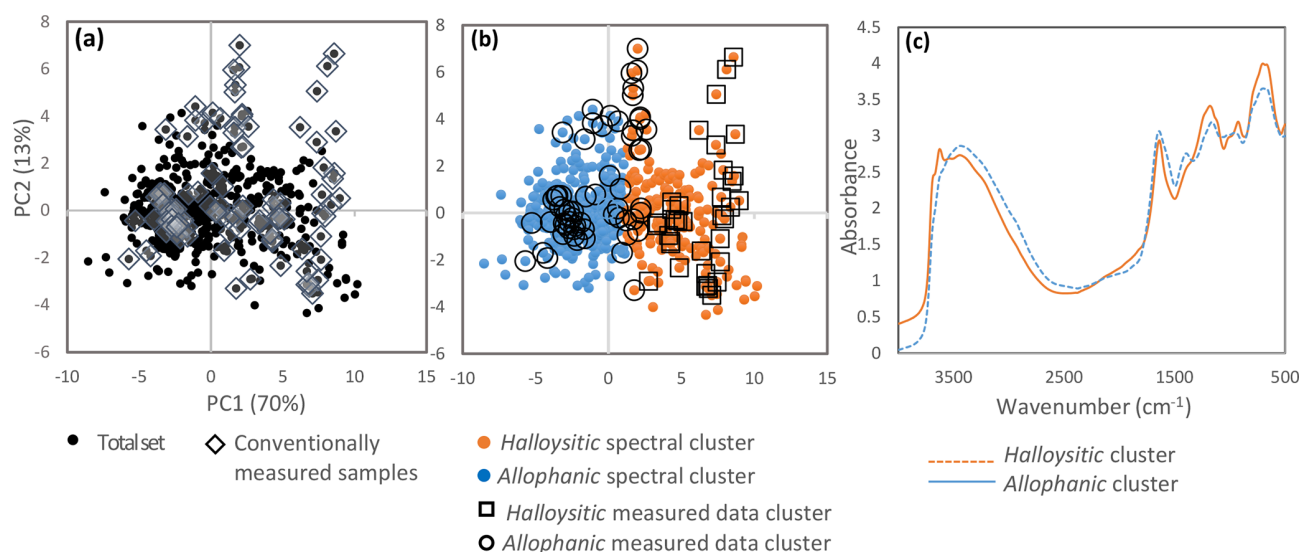 (a)
PC2 (13%)
8
6
4
2
0
-2
-4
-6
-10
-5
0
5
10
15
PC1 (70%)
Total set
Conventionally
measured samples
(b)
8
6
4
2
0
-2
-4
-6
-10
-5
0
5
10
15
Halloysitic spectral cluster
Allophanic spectral cluster
Halloysitic measured data cluster
Allophanic measured data cluster
(c)
Absorbance
4.5
4
3.5
3
2.5
2
1.5
1
0.5
0
3500
2500
1500
500
Wavenumber (cm⁻¹)
Halloysitic cluster
Allophanic cluster